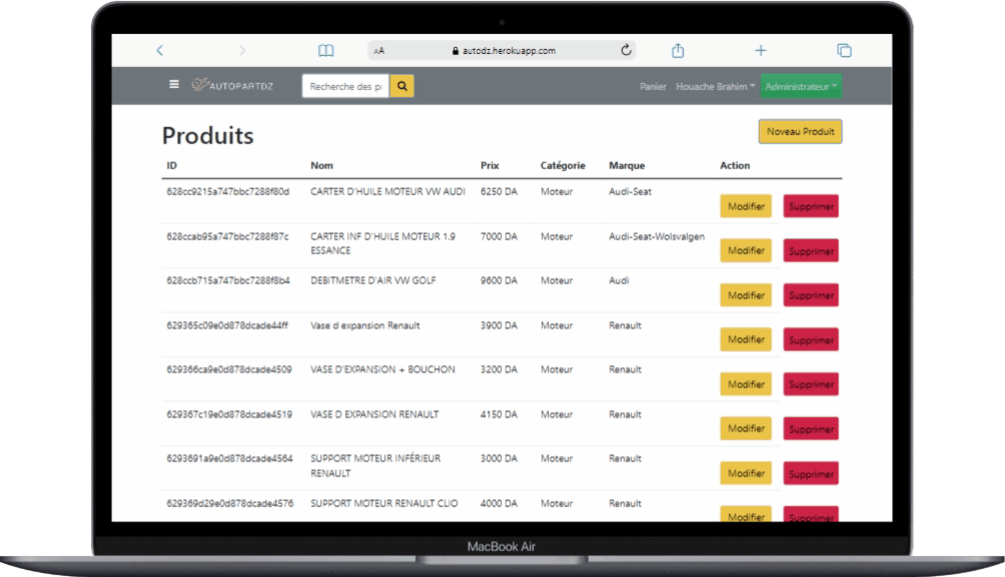 AA autodz.herokuapp.com
AUTOPARTDZ Recherche des pi Panier Houache Brahim Administrateur
Produits Noveau Produit
ID Nom Prix Catégorie Marque Action
628cc9215a747bbc7288f80d CARTER D'HUILE MOTEUR VW AUDI 6250 DA Moteur Audi-Seat
Modifier Supprimer
628ccab95a747bbc7288f87c CARTER INF D'HUILE MOTEUR 1.9 7000 DA Moteur Audi-Seat-Wolsvalgen
ESSANCE
Modifier Supprimer
628ccb715a747bbc7288f8b4 DEBITMETRE D'AIR VW GOLF 9600 DA Moteur Audi
Modifier Supprimer
629365c09e0d878dcade44ff Vase d expansion Renault 3900 DA Moteur Renault
Modifier Supprimer
629366ca9e0d878dcade4509 VASE D'EXPANSION + BOUCHON 3200 DA Moteur Renault
Modifier Supprimer
629367c19e0d878dcade4519 VASE D EXPANSION RENAULT 4150 DA Moteur Renault
Modifier Supprimer
6293691a9e0d878dcade4564 SUPPORT MOTEUR INFÉRIEUR 3000 DA Moteur Renault
RENAULT
Modifier Supprimer
629369d29e0d878dcade4576 SUPPORT MOTEUR RENAULT CLIO 4000 DA Moteur Renault
Modifier Supprimer
MacBook Air